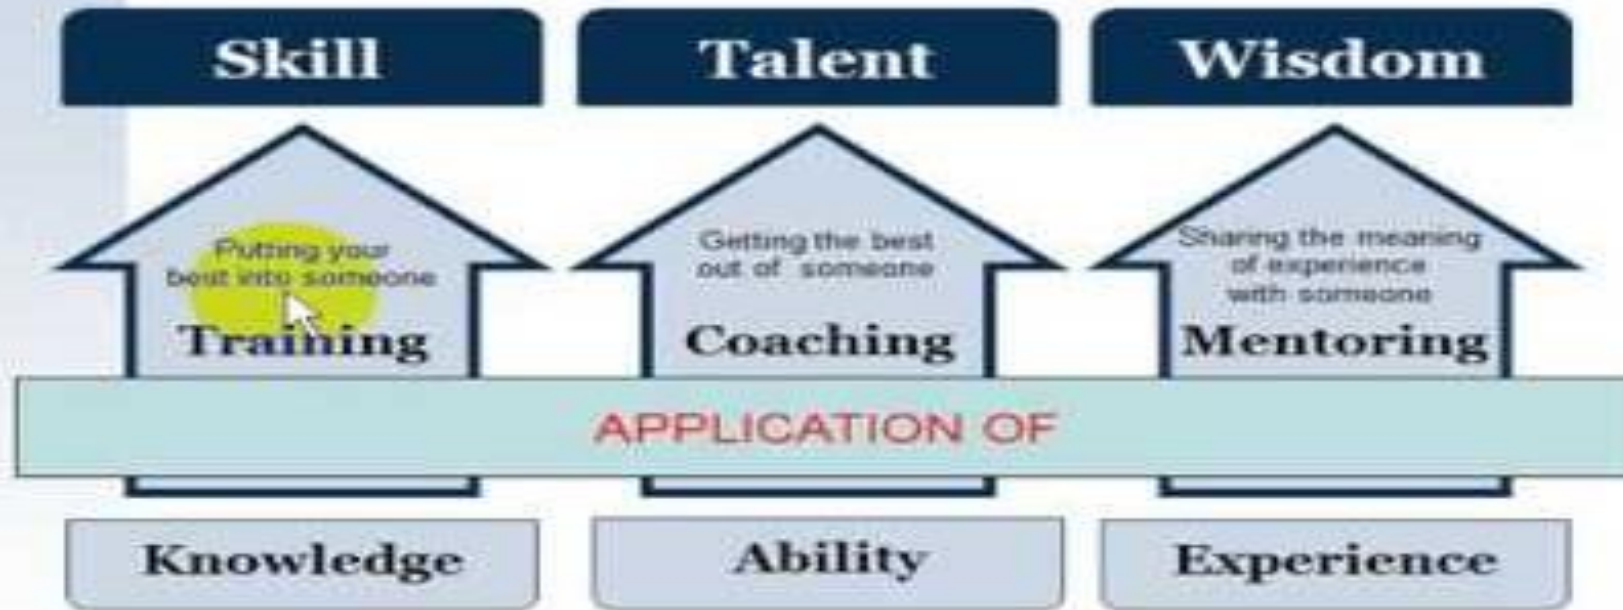 Skill
Talent
Wisdom
Putting your
best into someone
Training
Getting the best
out of someone
Coaching
Sharing the meaning
of experience
with someone
Mentoring
APPLICATION OF
Knowledge
Ability
Experience